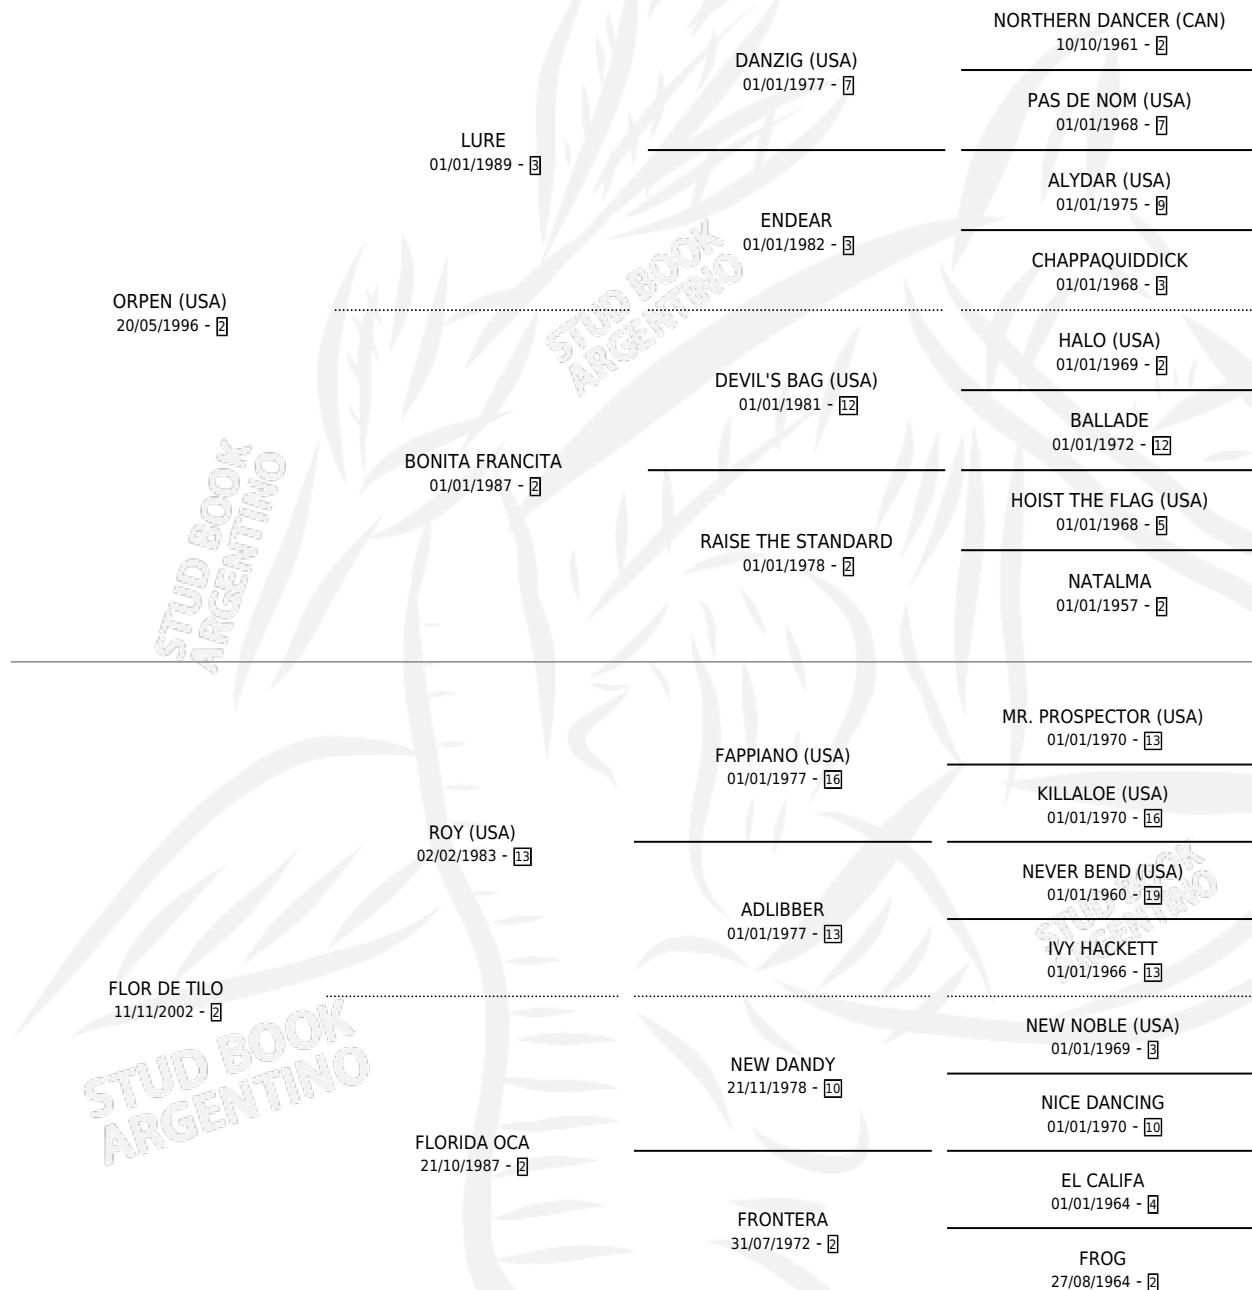 NORTHERN DANCER (CAN)
10/10/1961 - 2
DANZIG (USA)
01/01/1977 - 7
PAS DE NOM (USA)
01/01/1968 - 7
LURE
01/01/1989 - 3
ALYDAR (USA)
01/01/1975 - 9
ENDEAR
01/01/1982 - 3
CHAPPAQUIDDICK
01/01/1968 - 3
ORPEN (USA)
20/05/1996 - 2
HALO (USA)
01/01/1969 - 2
DEVIL'S BAG (USA)
01/01/1981 - 12
BALLADE
01/01/1972 - 12
BONITA FRANCITA
01/01/1987 - 2
HOIST THE FLAG (USA)
01/01/1968 - 5
RAISE THE STANDARD
01/01/1978 - 2
NATALMA
01/01/1957 - 2
MR. PROSPECTOR (USA)
01/01/1970 - 13
FAPPIANO (USA)
01/01/1977 - 16
KILLALOE (USA)
01/01/1970 - 16
ROY (USA)
02/02/1983 - 13
NEVER BEND (USA)
01/01/1960 - 19
ADLIBBER
01/01/1977 - 13
IVY HACKETT
01/01/1966 - 13
FLOR DE TILO
11/11/2002 - 2
NEW NOBLE (USA)
01/01/1969 - 3
NEW DANDY
21/11/1978 - 10
NICE DANCING
01/01/1970 - 10
FLORIDA OCA
21/10/1987 - 2
EL CALIFA
01/01/1964 - 4
FRONTERA
31/07/1972 - 2
FROG
27/08/1964 - 2
STUD BOOK
ARGENTINO
STUD BOOK
ARGENTINO
STUD BOOK
ARGENTINO
STUD BOOK
ARGENTINO